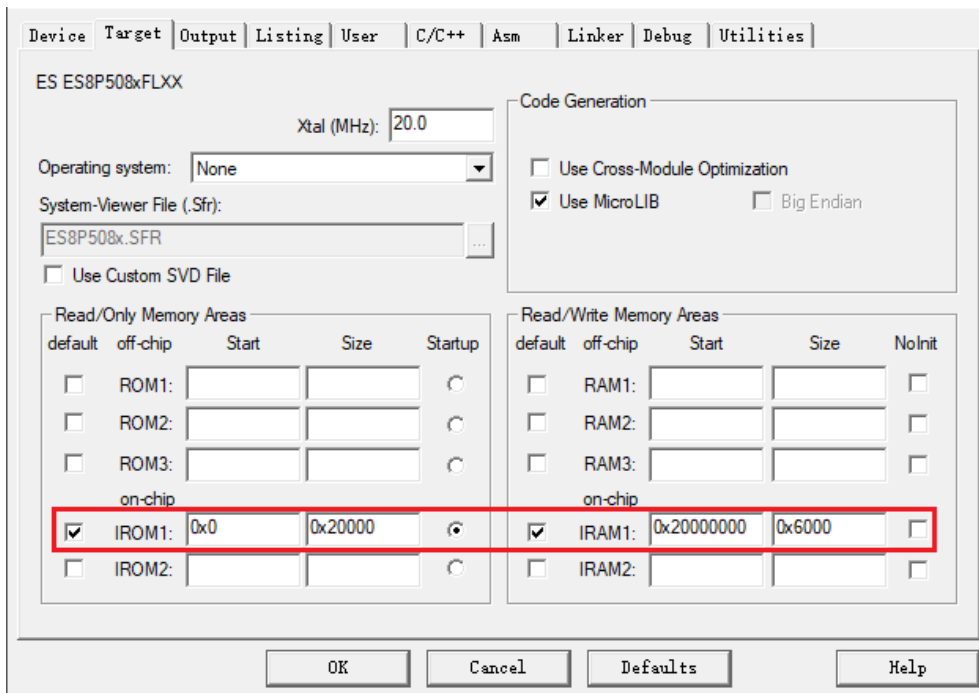 Device Target Output Listing User C/C++ Asm Linker Debug Utilities
ES ES8P508xFLXX
Xtal (MHz): 20.0
Operating system: None
System-Viewer File (.Sfr):
ES8P508x.SFR ...
Use Custom SVD File
Code Generation
Use Cross-Module Optimization
Use MicroLIB Big Endian
Read/Only Memory Areas
default off-chip Start Size Startup
ROM1:
ROM2:
ROM3:
on-chip
IROM1: 0x0 0x20000
IROM2:
Read/Write Memory Areas
default off-chip Start Size NoInit
RAM1:
RAM2:
RAM3:
on-chip
IRAM1: 0x20000000 0x6000
IRAM2:
OK Cancel Defaults Help